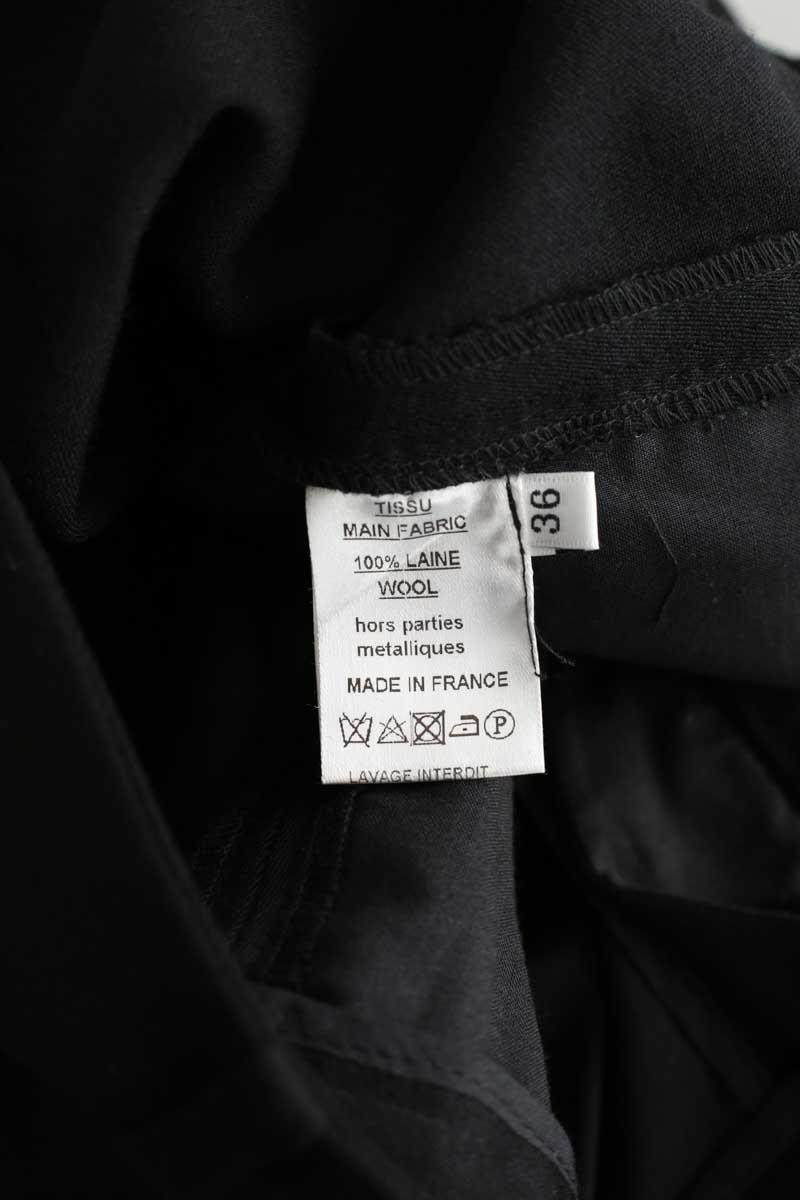 TISSU
MAIN FABRIC
100% LAINE
WOOL
hors parties
metalliques
MADE IN FRANCE
P
LAVAGE INTERDIT
36